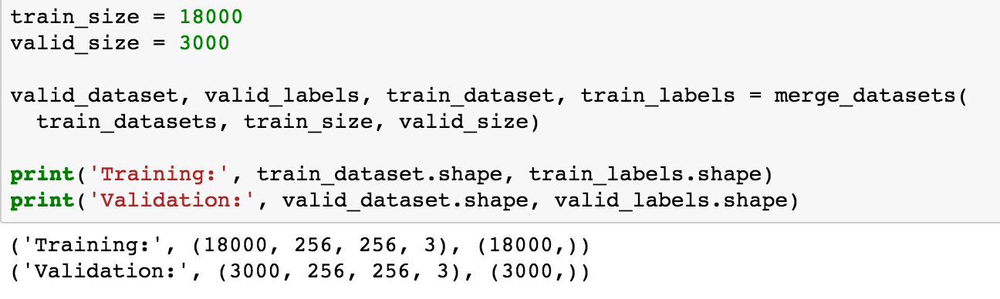 train_size = 18000
valid_size = 3000
valid_dataset, valid_labels, train_dataset, train_labels = merge_datasets(
  train_datasets, train_size, valid_size)
print('Training:', train_dataset.shape, train_labels.shape)
print('Validation:', valid_dataset.shape, valid_labels.shape)
('Training:', (18000, 256, 256, 3), (18000,))
('Validation:', (3000, 256, 256, 3), (3000,))